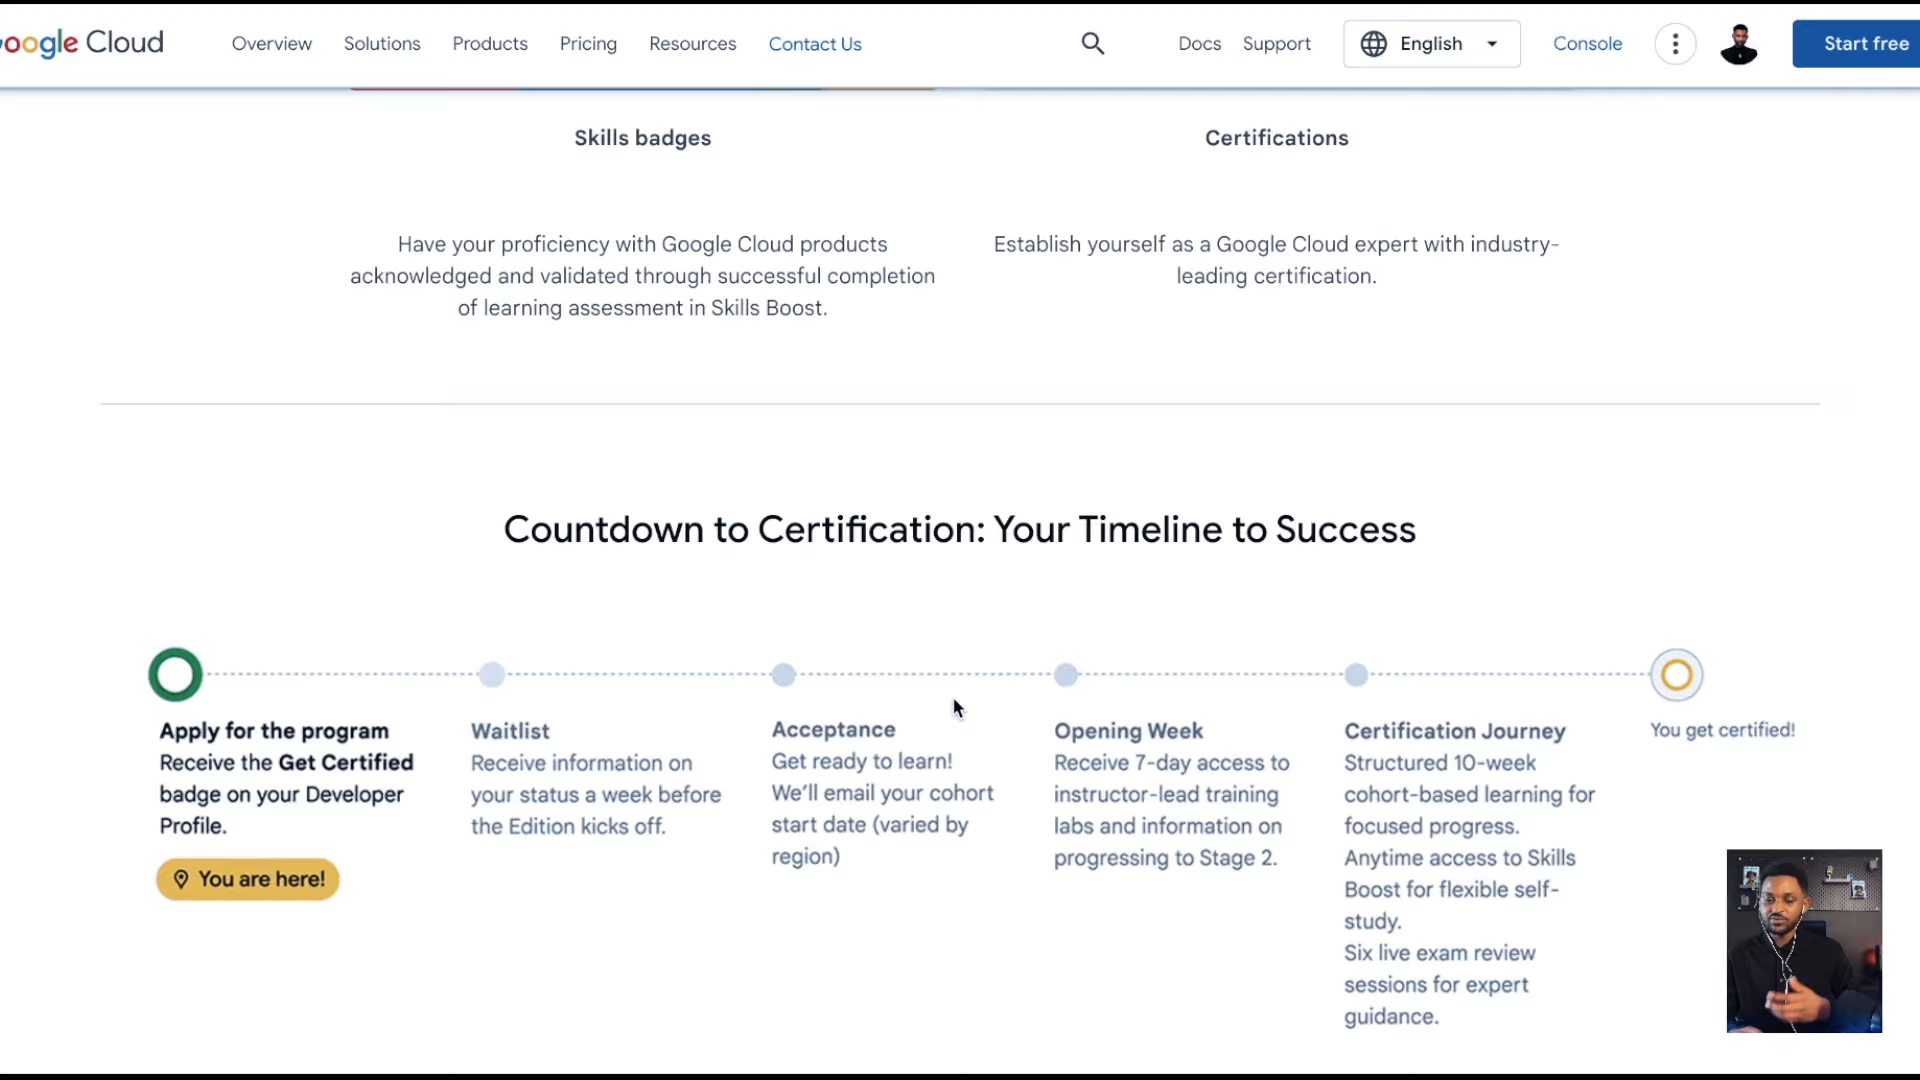 Google Cloud
Overview
Solutions
Products
Pricing
Resources
Contact Us
Docs
Support
English
Console
Start free
Skills badges
Have your proficiency with Google Cloud products
acknowledged and validated through successful completion
of learning assessment in Skills Boost.
Certifications
Establish yourself as a Google Cloud expert with industry-
leading certification.
Countdown to Certification: Your Timeline to Success
Apply for the program
Receive the Get Certified
badge on your Developer
Profile.
You are here!
Waitlist
Receive information on
your status a week before
the Edition kicks off.
Acceptance
Get ready to learn!
We'll email your cohort
start date (varied by
region)
Opening Week
Receive 7-day access to
instructor-lead training
labs and information on
progressing to Stage 2.
Certification Journey
Structured 10-week
cohort-based learning for
focused progress.
Anytime access to Skills
Boost for flexible self-
study.
Six live exam review
sessions for expert
guidance.
You get certified!